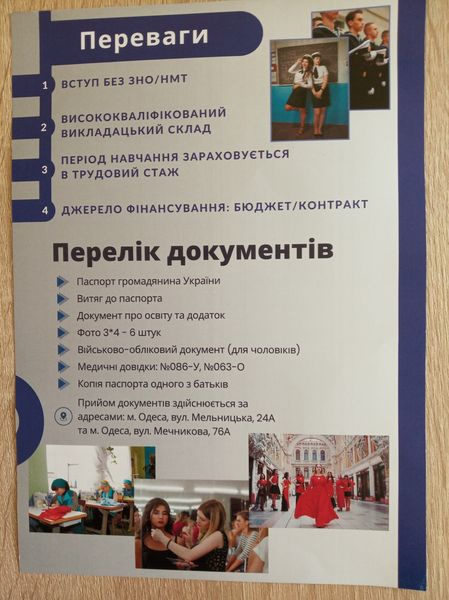 Переваги
1 ВСТУП БЕЗ ЗНО/НМТ
2 ВИСОКОКВАЛІФІКОВАНИЙ
ВИКЛАДАЦЬКИЙ СКЛАД
3 ПЕРІОД НАВЧАННЯ ЗАРАХОВУЄТЬСЯ
В ТРУДОВИЙ СТАЖ
4 ДЖЕРЕЛО ФІНАНСУВАННЯ: БЮДЖЕТ/КОНТРАКТ
Перелік документів
Паспорт громадянина України
Витяг до паспорта
Документ про освіту та додаток
Фото 3*4 - 6 штук
Військово-обліковий документ (для чоловіків)
Медичні довідки: №086-У, №063-О
Копія паспорта одного з батьків
Прийом документів здійснюється за
адресами: м. Одеса, вул. Мельницька, 24А
та м. Одеса, вул. Мечникова, 76А